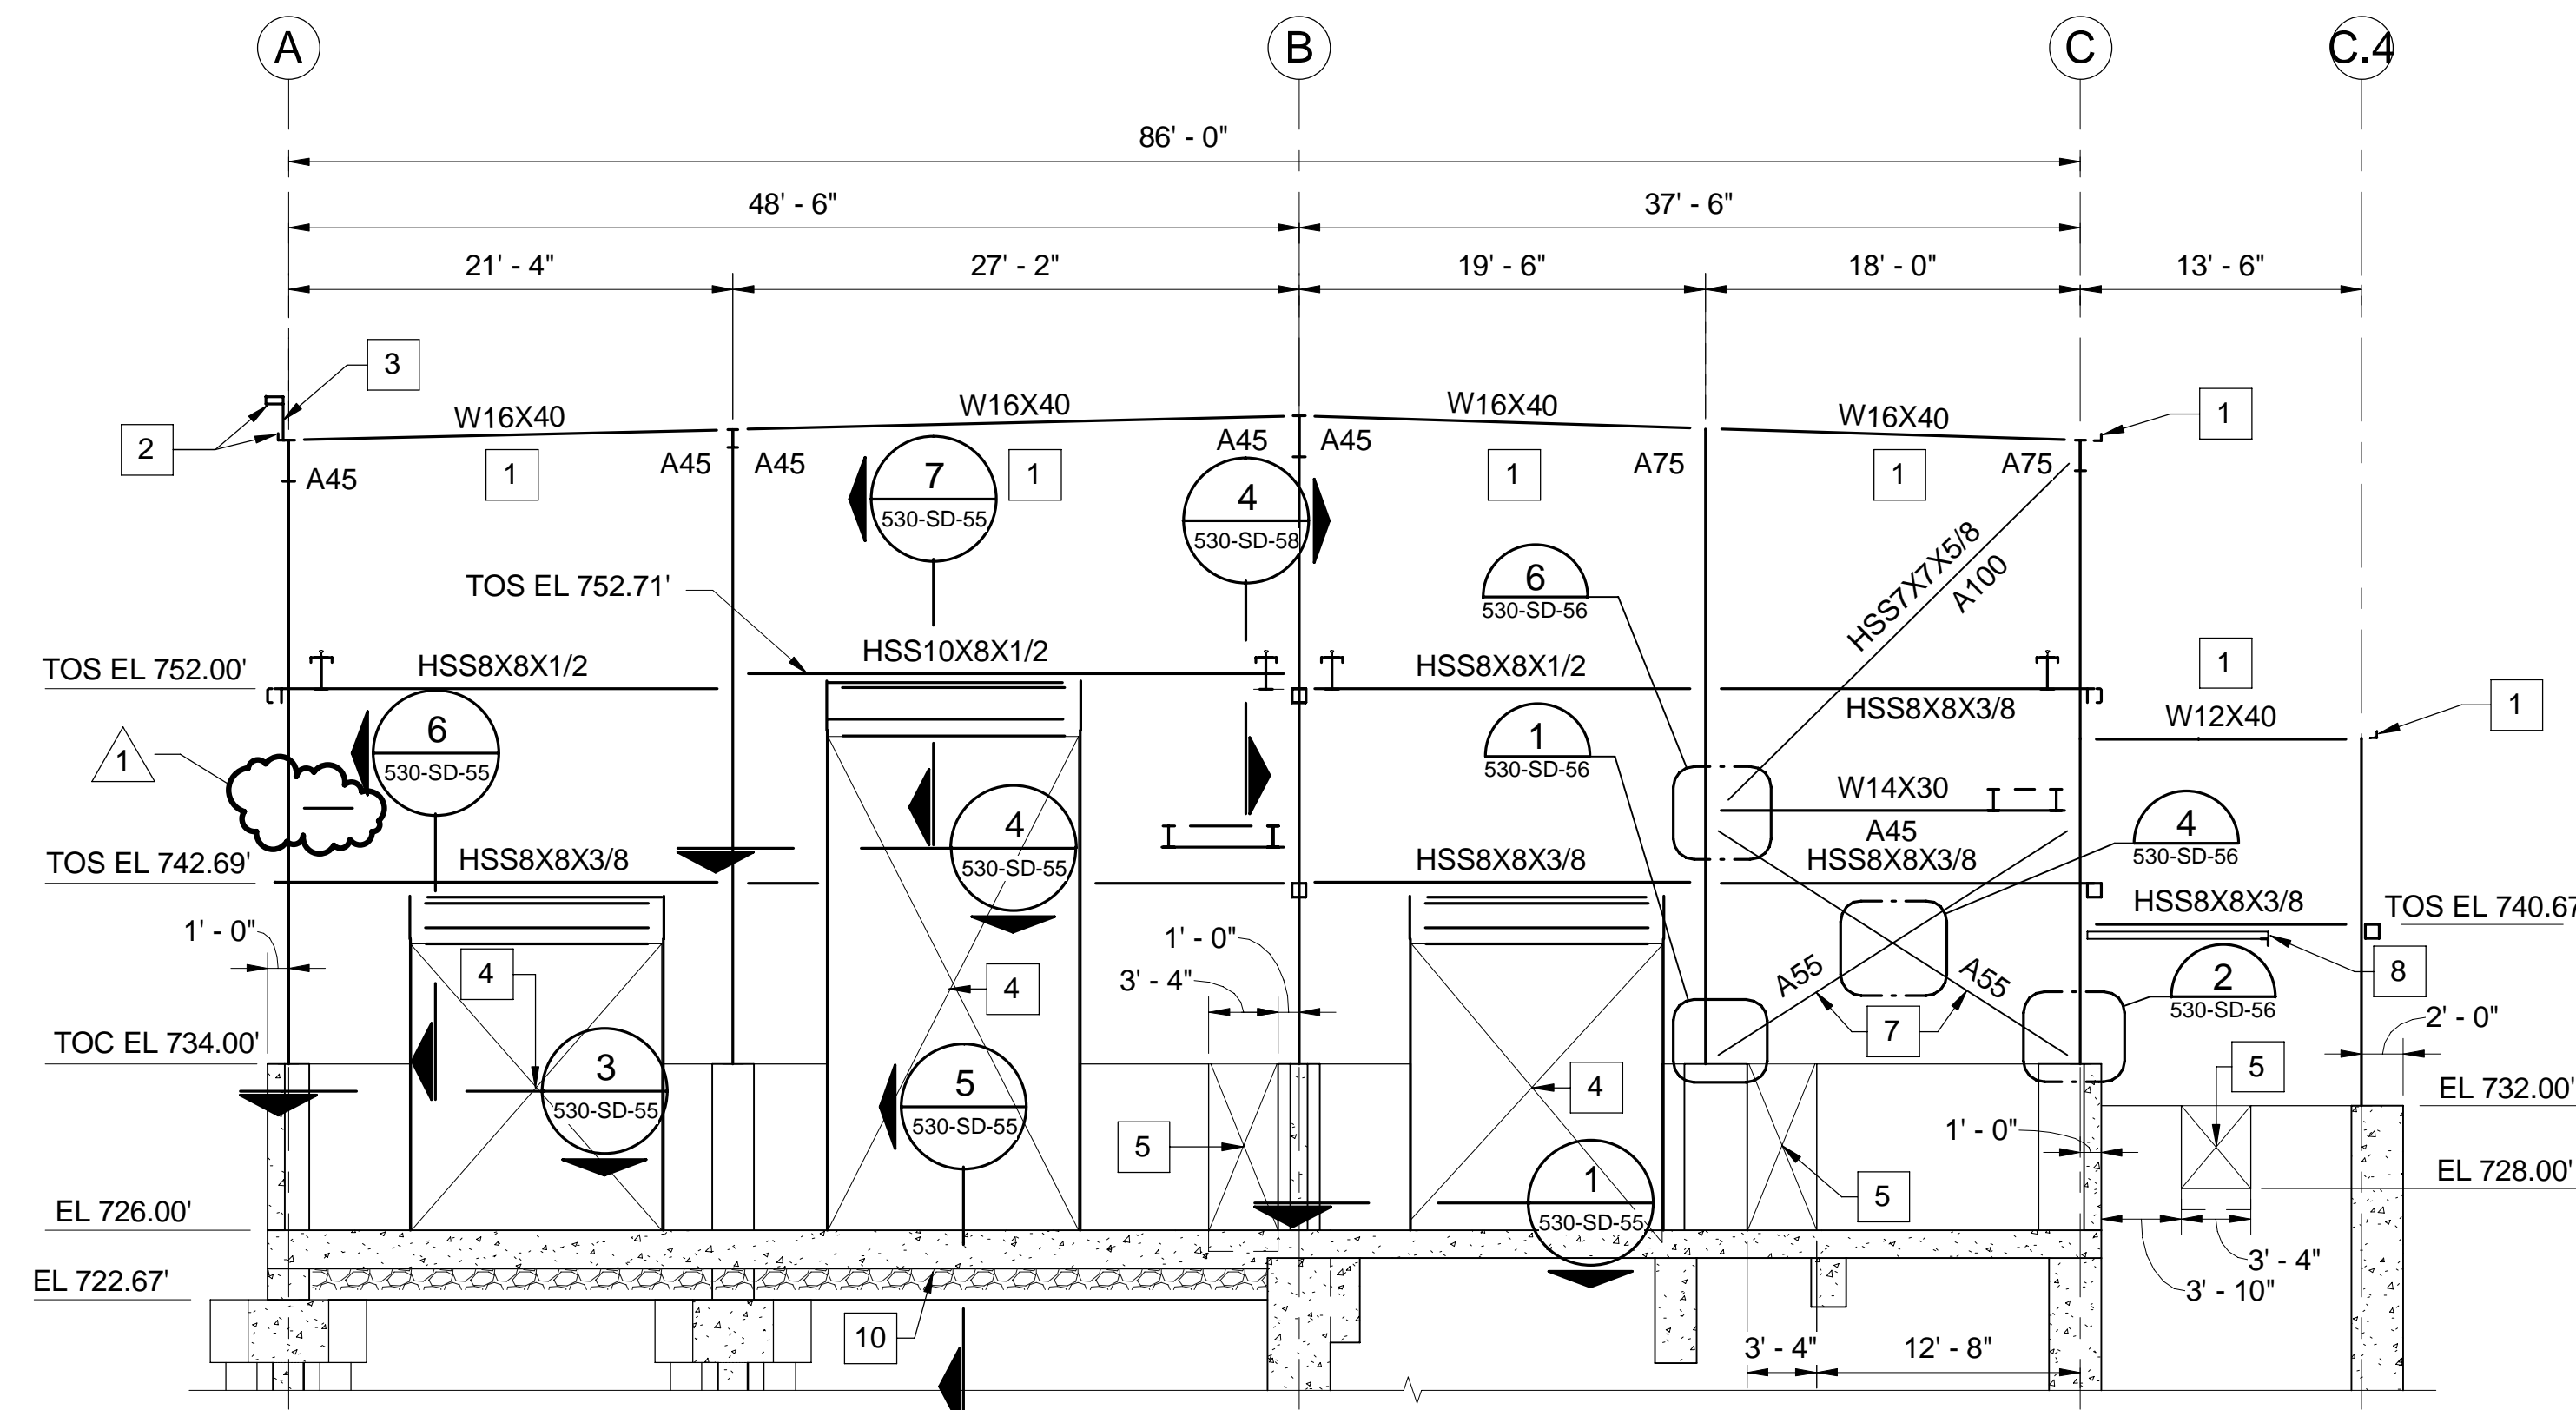 A
B
C
C.4
86' - 0"
48' - 6"
37' - 6"
21' - 4"
27' - 2"
19' - 6"
18' - 0"
13' - 6"
3
2
W16X40
W16X40
W16X40
W16X40
1
A45
A45
A45
A45
A45
A75
A75
1
1
1
1
7
530-SD-55
4
530-SD-58
HSS7X7X5/8
A100
6
530-SD-56
TOS EL 752.71'
TOS EL 752.00'
HSS8X8X1/2
HSS10X8X1/2
HSS8X8X1/2
HSS8X8X3/8
1
W12X40
1
1
6
530-SD-55
1
530-SD-56
W14X30
A45
4
530-SD-55
4
530-SD-56
TOS EL 742.69'
HSS8X8X3/8
HSS8X8X3/8
HSS8X8X3/8
HSS8X8X3/8
TOS EL 740.67
1' - 0"
4
4
1' - 0"
3' - 4"
A55
A55
7
8
2
530-SD-56
2' - 0"
TOC EL 734.00'
3
530-SD-55
5
530-SD-55
4
5
5
EL 732.00'
1' - 0"
EL 728.00'
1
530-SD-55
5
EL 726.00'
EL 722.67'
3' - 4"
3' - 10"
10
3' - 4"
12' - 8"